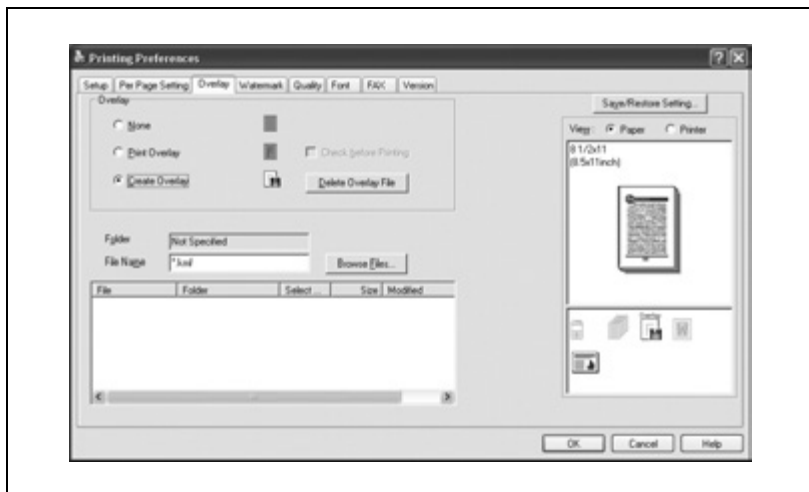 Printing Preferences
Setup Per Page Setting Overlay Watermark Quality Font FAX Version
Overlay
None
Print Overlay Check before Printing
Create Overlay Delete Overlay File
Folder Not Specified
File Name Browse Files...
File Folder Select ... Size Modified
Save/Restore Setting...
View: Paper Printer
8 1/2x11
(8.5x11inch)
Overlay
OK Cancel Help